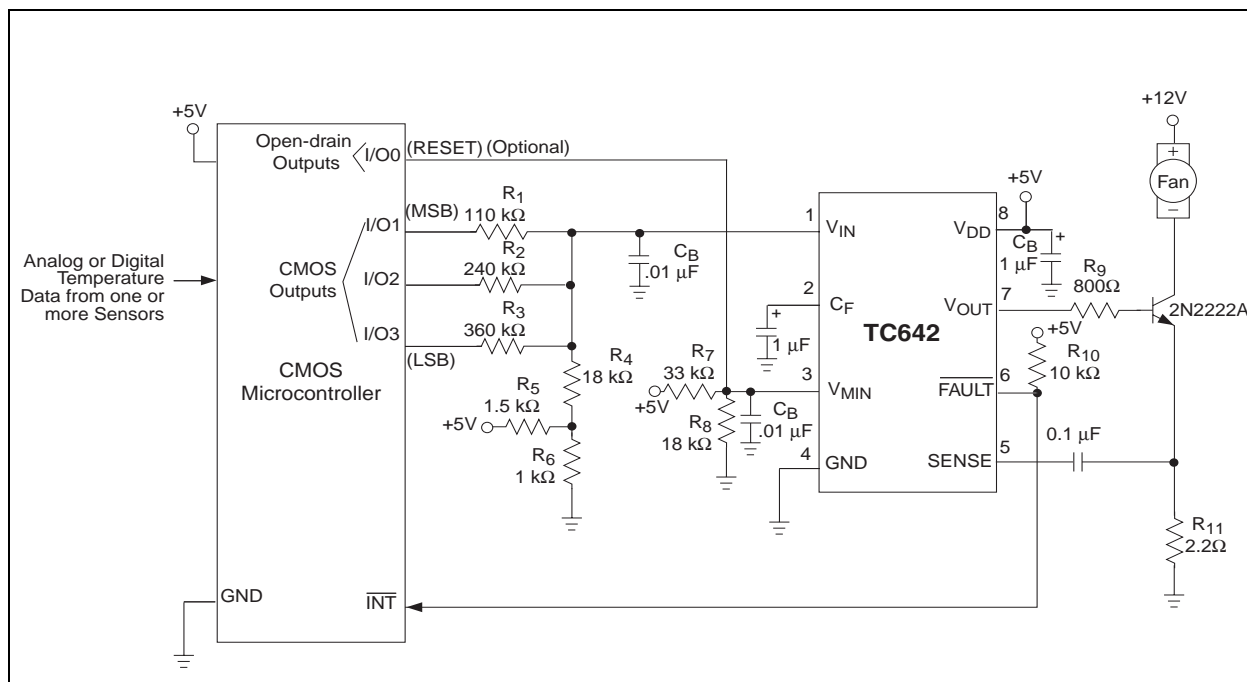 +5V
Open-drain
Outputs
I/O0
(RESET) (Optional)
I/O1
(MSB)
R1
110 kΩ
CMOS
Outputs
I/O2
R2
240 kΩ
I/O3
(LSB)
R3
360 kΩ
Analog or Digital
Temperature
Data from one or
more Sensors
CMOS
Microcontroller
GND
INT
CB
.01 µF
R4
18 kΩ
R5
1.5 kΩ
+5V
R6
1 kΩ
R7
33 kΩ
+5V
R8
18 kΩ
CB
.01 µF
1 µF
1
VIN
2
CF
+
3
VMIN
4
GND
TC642
8
VDD
7
VOUT
6
FAULT
5
SENSE
+5V
CB
1 µF
+
R9
800Ω
+5V
R10
10 kΩ
0.1 µF
+12V
+
Fan
−
2N2222A
R11
2.2Ω